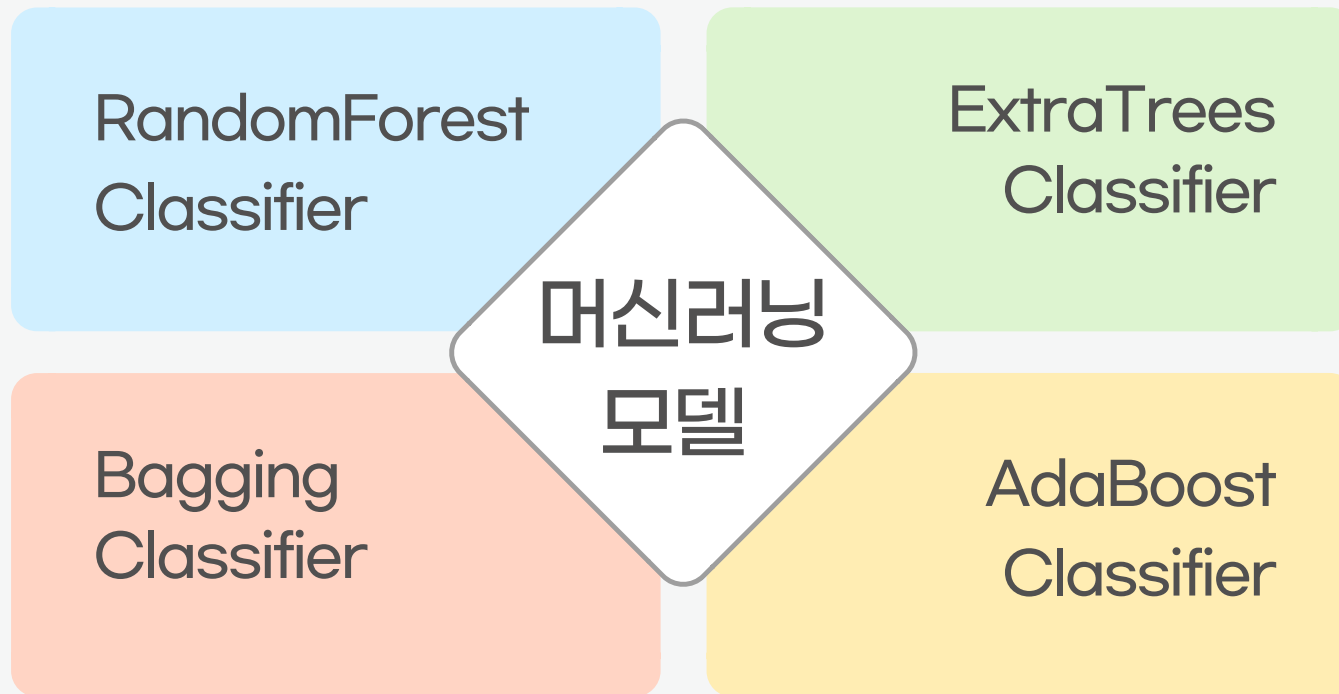 RandomForest
Classifier
ExtraTrees
Classifier
머신러닝
모델
Bagging
Classifier
AdaBoost
Classifier